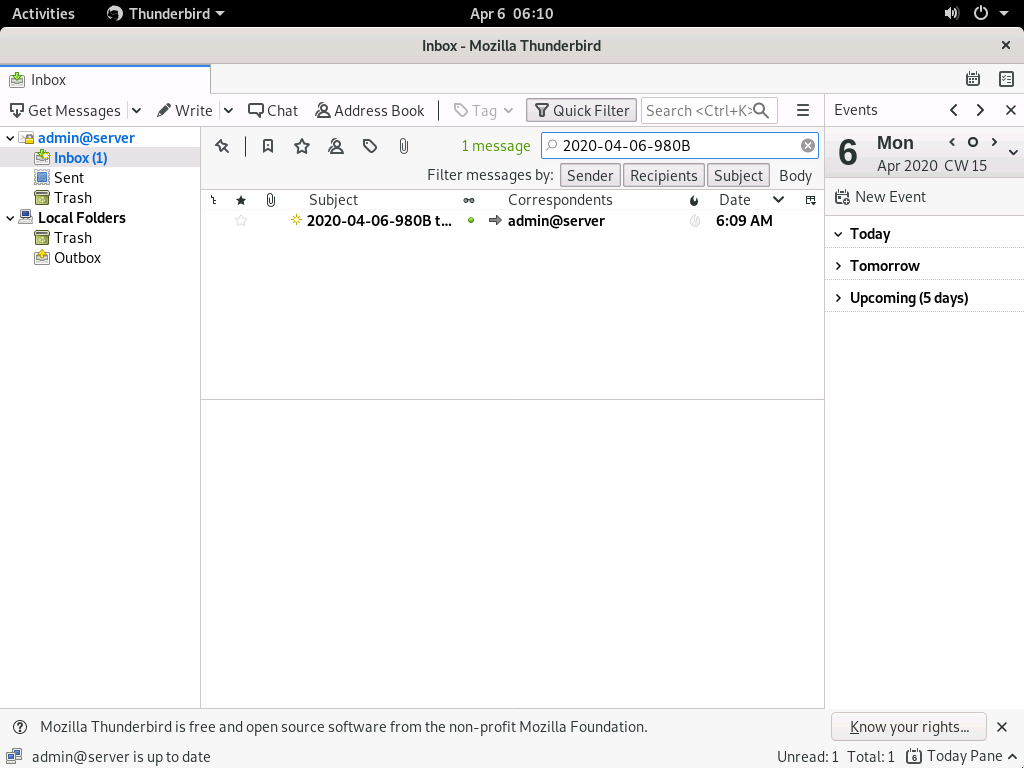 Activities Thunderbird Apr 6 06:10
Inbox - Mozilla Thunderbird
Inbox
Get Messages Write Chat Address Book Tag Quick Filter Search <Ctrl+K> Events
admin@server
Inbox (1)
Sent
Trash
Local Folders
Trash
Outbox
1 message 2020-04-06-980B
Filter messages by: Sender Recipients Subject Body
Subject Correspondents Date
2020-04-06-980B t... admin@server 6:09 AM
6 Mon
Apr 2020 CW 15
New Event
Today
Tomorrow
Upcoming (5 days)
Mozilla Thunderbird is free and open source software from the non-profit Mozilla Foundation. Know your rights...
admin@server is up to date Unread: 1 Total: 1 6 Today Pane